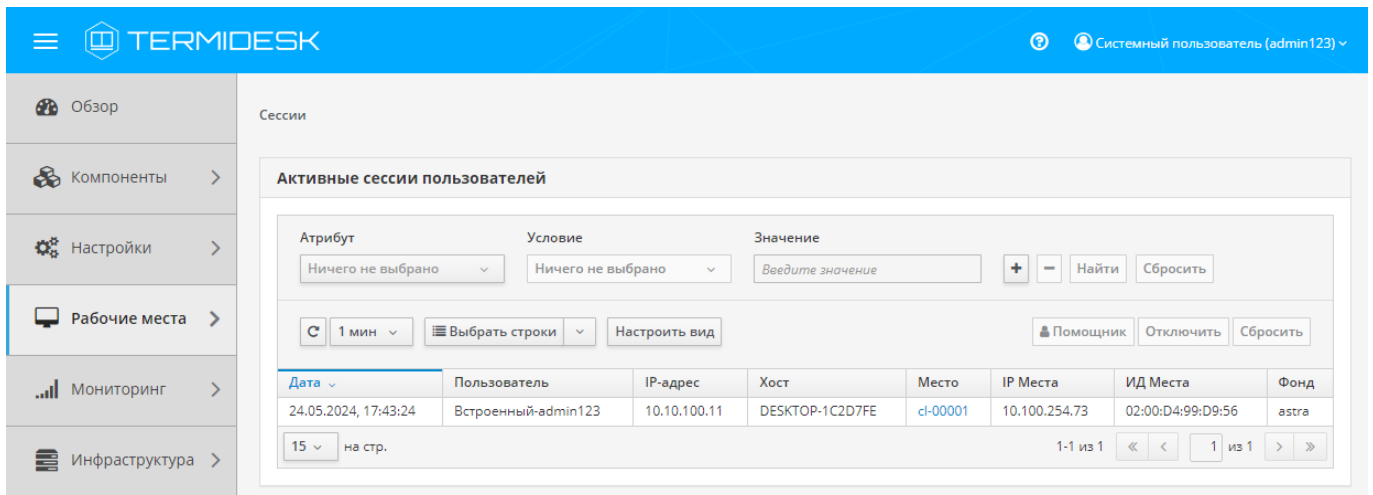 TERMIDESK
Системный пользователь (admin123)
Обзор
Компоненты
Настройки
Рабочие места
Мониторинг
Инфраструктура
Сессии
Активные сессии пользователей
Атрибут Условие Значение
Ничего не выбрано Ничего не выбрано Введите значение + − Найти Сбросить
1 мин Выбрать строки Настроить вид Помощник Отключить Сбросить
Дата Пользователь IP-адрес Хост Место IP Места ИД Места Фонд
24.05.2024, 17:43:24 Встроенный-admin123 10.10.100.11 DESKTOP-1C2D7FE cl-00001 10.100.254.73 02:00:D4:99:D9:56 astra
15 на стр. 1-1 из 1 « < 1 из 1 > »